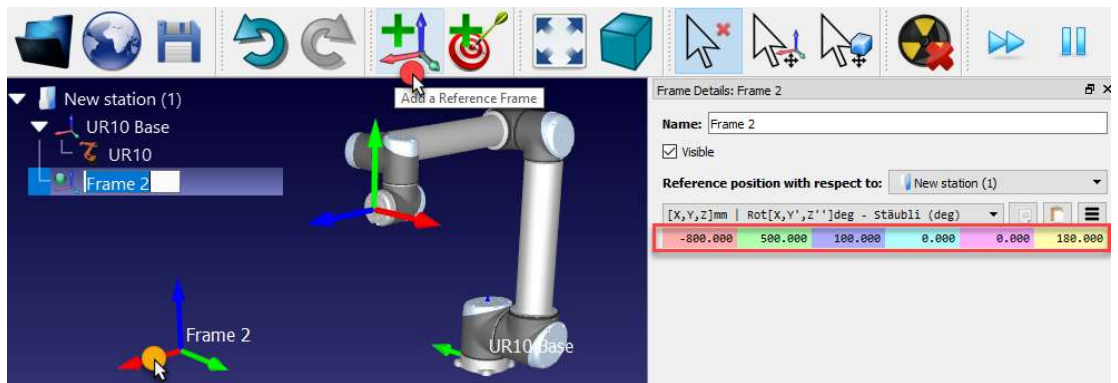 Add a Reference Frame
New station (1)
UR10 Base
UR10
Frame 2
Frame 2
UR10 Base
Frame Details: Frame 2
Name: Frame 2
Visible
Reference position with respect to: New station (1)
[X,Y,Z]mm | Rot[X,Y',Z'']deg - Stäubli (deg)
-800.000 500.000 100.000 0.000 0.000 180.000